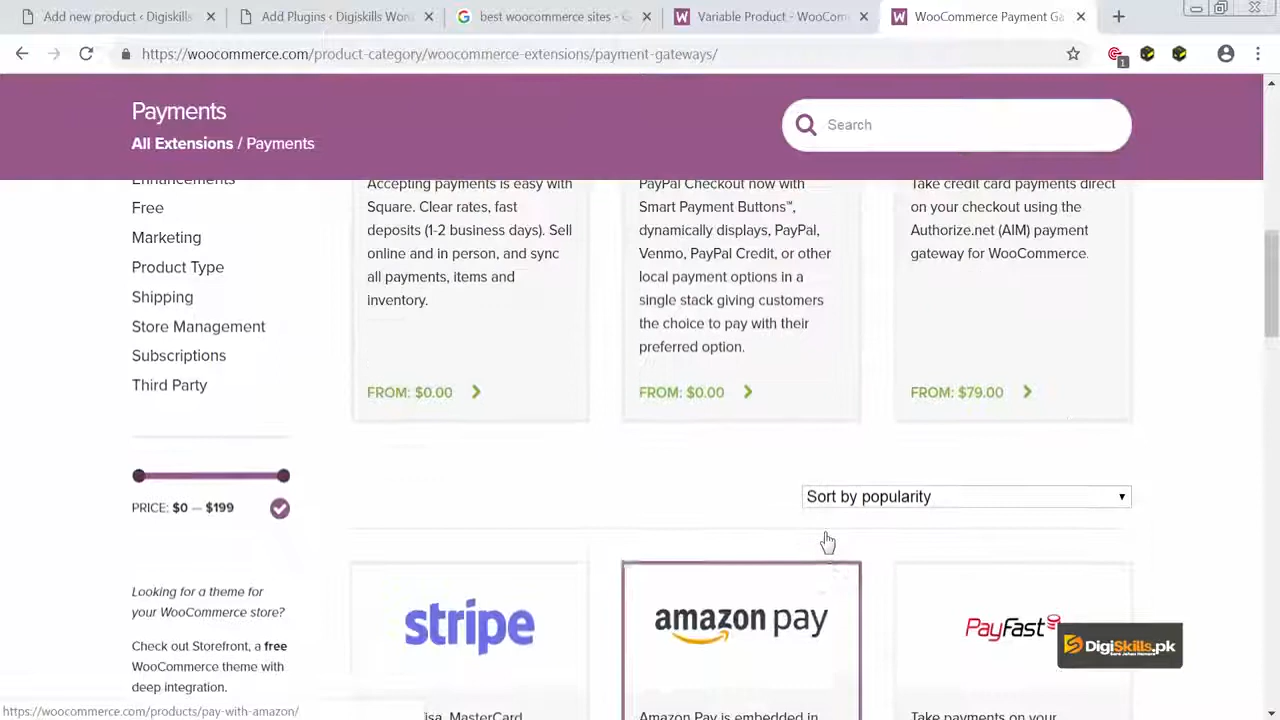 Add new product ‹ Digiskills
Add Plugins ‹ Digiskills Wor
best woocommerce sites - G
Variable Product - WooCom
WooCommerce Payment Ga
https://woocommerce.com/product-category/woocommerce-extensions/payment-gateways/
1
Payments
All Extensions / Payments
Search
Enhancements
Free
Marketing
Product Type
Shipping
Store Management
Subscriptions
Third Party
PRICE: $0 — $199
Looking for a theme for
your WooCommerce store?
Check out Storefront, a free
WooCommerce theme with
deep integration.
Accepting payments is easy with
Square. Clear rates, fast
deposits (1-2 business days). Sell
online and in person, and sync
all payments, items and
inventory.
FROM: $0.00
PayPal Checkout now with
Smart Payment Buttons™,
dynamically displays, PayPal,
Venmo, PayPal Credit, or other
local payment options in a
single stack giving customers
the choice to pay with their
preferred option.
FROM: $0.00
Take credit card payments direct
on your checkout using the
Authorize.net (AIM) payment
gateway for WooCommerce.
FROM: $79.00
Sort by popularity
stripe
amazon pay
PayFast
DigiSkills.pk
isa, MasterCard
Amazon Pay is embedded in
Take payments on your
https://woocommerce.com/products/pay-with-amazon/